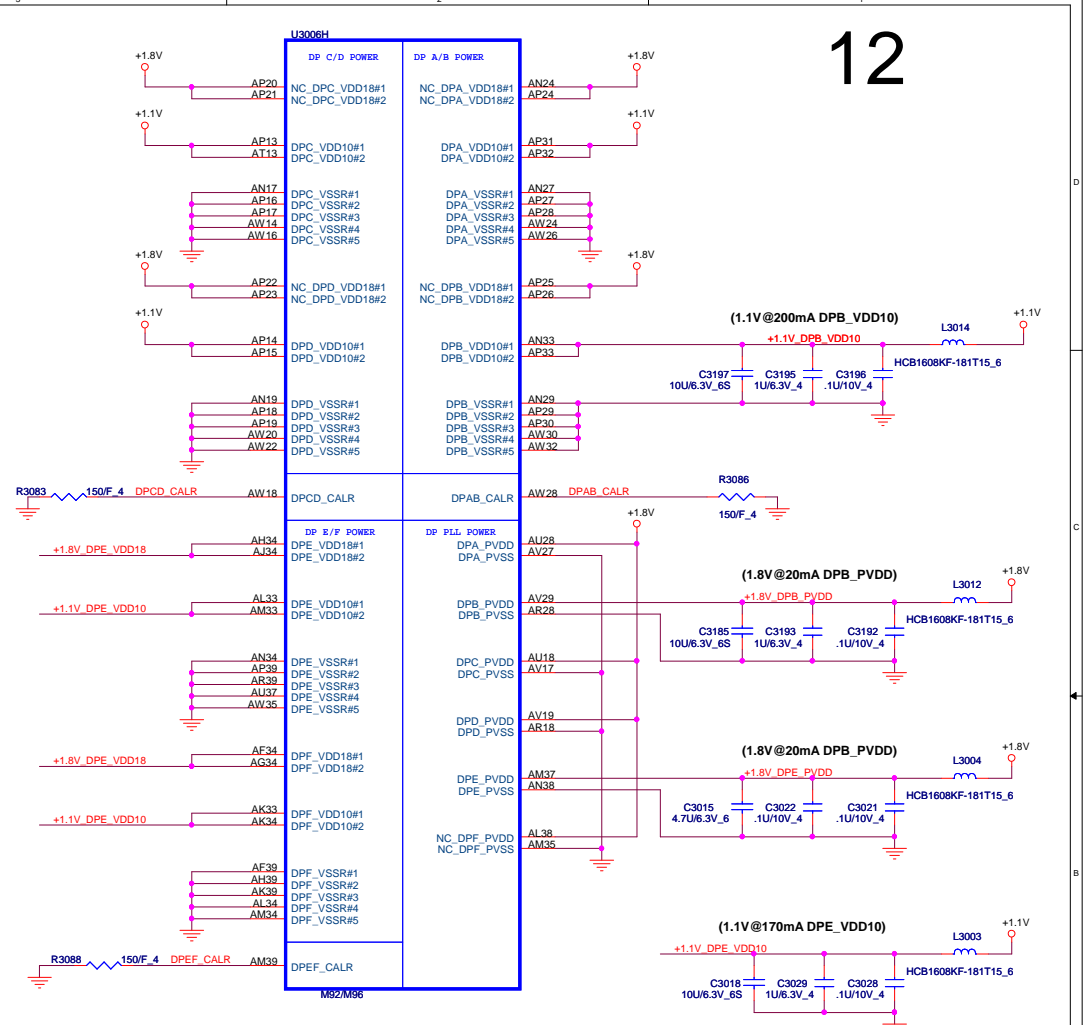 12
U3006H
DP C/D POWER
DP A/B POWER
+1.8V
AP20 NC_DPC_VDD18#1
AP21 NC_DPC_VDD18#2
NC_DPA_VDD18#1 AN24
NC_DPA_VDD18#2 AP24
+1.8V
+1.1V
AP13 DPC_VDD10#1
AT13 DPC_VDD10#2
DPA_VDD10#1 AP31
DPA_VDD10#2 AP32
+1.1V
AN17 DPC_VSSR#1
AP16 DPC_VSSR#2
AP17 DPC_VSSR#3
AW14 DPC_VSSR#4
AW16 DPC_VSSR#5
DPA_VSSR#1 AN27
DPA_VSSR#2 AP27
DPA_VSSR#3 AP28
DPA_VSSR#4 AW24
DPA_VSSR#5 AW26
+1.8V
AP22 NC_DPD_VDD18#1
AP23 NC_DPD_VDD18#2
NC_DPB_VDD18#1 AP25
NC_DPB_VDD18#2 AP26
+1.8V
+1.1V
AP14 DPD_VDD10#1
AP15 DPD_VDD10#2
DPB_VDD10#1 AN33
DPB_VDD10#2 AP33
(1.1V@200mA DPB_VDD10)
+1.1V_DPB_VDD10
L3014
+1.1V
HCB1608KF-181T15_6
C3197
10U/6.3V_6S
C3195
1U/6.3V_4
C3196
.1U/10V_4
AN19 DPD_VSSR#1
AP18 DPD_VSSR#2
AP19 DPD_VSSR#3
AW20 DPD_VSSR#4
AW22 DPD_VSSR#5
DPB_VSSR#1 AN29
DPB_VSSR#2 AP29
DPB_VSSR#3 AP30
DPB_VSSR#4 AW30
DPB_VSSR#5 AW32
R3083 150/F_4 DPCD_CALR AW18 DPCD_CALR
DPAB_CALR AW28 DPAB_CALR R3086
150/F_4
DP E/F POWER
DP PLL POWER
+1.8V
+1.8V_DPE_VDD18
AH34 DPE_VDD18#1
AJ34 DPE_VDD18#2
DPA_PVDD AU28
DPA_PVSS AV27
+1.1V_DPE_VDD10
AL33 DPE_VDD10#1
AM33 DPE_VDD10#2
DPB_PVDD AV29
DPB_PVSS AR28
(1.8V@20mA DPB_PVDD)
+1.8V_DPB_PVDD
L3012
+1.8V
HCB1608KF-181T15_6
C3185
10U/6.3V_6S
C3193
1U/6.3V_4
C3192
.1U/10V_4
AN34 DPE_VSSR#1
AP39 DPE_VSSR#2
AR39 DPE_VSSR#3
AU37 DPE_VSSR#4
AW35 DPE_VSSR#5
DPC_PVDD AU18
DPC_PVSS AV17
DPD_PVDD AV19
DPD_PVSS AR18
+1.8V_DPE_VDD18
AF34 DPF_VDD18#1
AG34 DPF_VDD18#2
DPE_PVDD AM37
DPE_PVSS AN38
(1.8V@20mA DPB_PVDD)
+1.8V_DPE_PVDD
L3004
+1.8V
HCB1608KF-181T15_6
C3015
4.7U/6.3V_6
C3022
.1U/10V_4
C3021
.1U/10V_4
+1.1V_DPE_VDD10
AK33 DPF_VDD10#1
AK34 DPF_VDD10#2
NC_DPF_PVDD AL38
NC_DPF_PVSS AM35
AF39 DPF_VSSR#1
AH39 DPF_VSSR#2
AK39 DPF_VSSR#3
AL34 DPF_VSSR#4
AM34 DPF_VSSR#5
R3088 150/F_4 DPEF_CALR AM39 DPEF_CALR
M92/M96
(1.1V@170mA DPE_VDD10)
+1.1V_DPE_VDD10
L3003
+1.1V
HCB1608KF-181T15_6
C3018
10U/6.3V_6S
C3029
1U/6.3V_4
C3028
.1U/10V_4
D
C
B